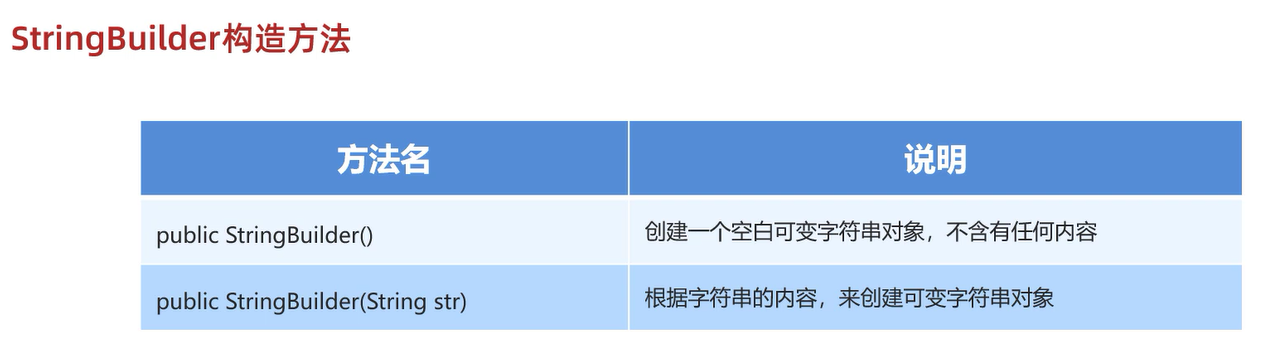 StringBuilder构造方法
方法名 说明
public StringBuilder() 创建一个空白可变字符串对象，不含有任何内容
public StringBuilder(String str) 根据字符串的内容，来创建可变字符串对象